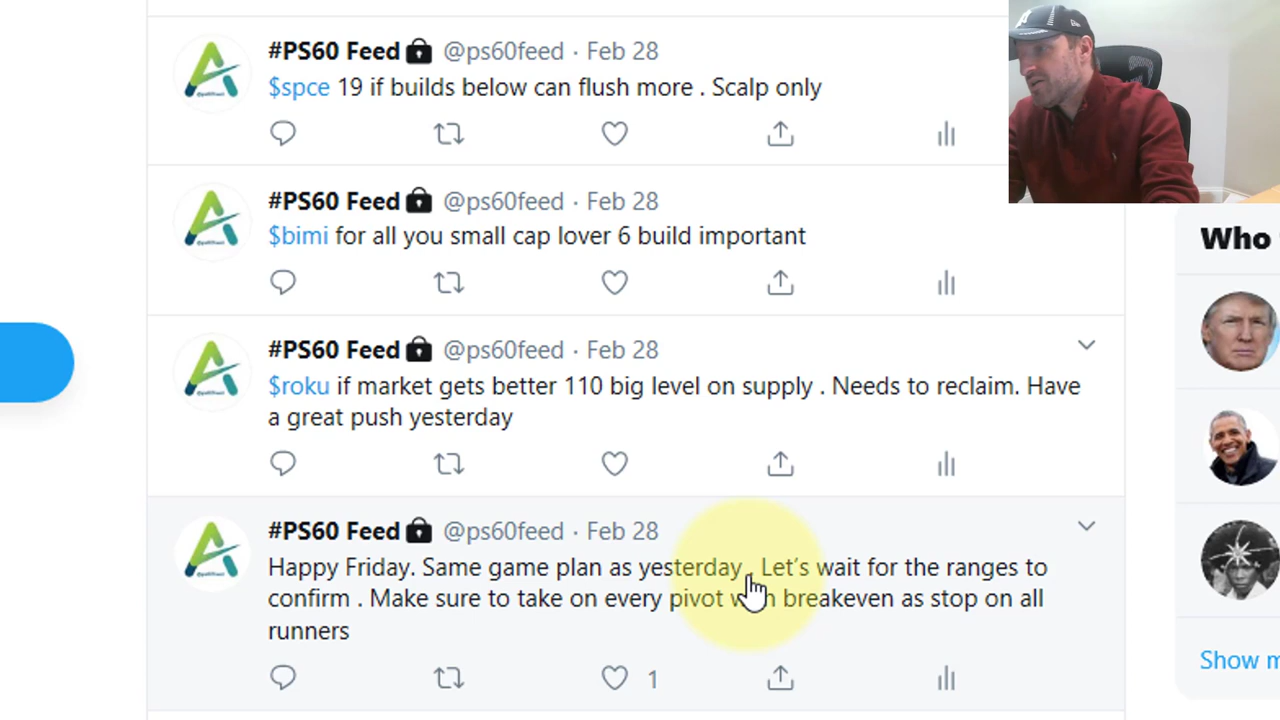 #PS60 Feed @ps60feed · Feb 28
$spce 19 if builds below can flush more . Scalp only
#PS60 Feed @ps60feed · Feb 28
$bimi for all you small cap lover 6 build important
#PS60 Feed @ps60feed · Feb 28
$roku if market gets better 110 big level on supply . Needs to reclaim. Have
a great push yesterday
#PS60 Feed @ps60feed · Feb 28
Happy Friday. Same game plan as yesterday . Let's wait for the ranges to
confirm . Make sure to take on every pivot breakeven as stop on all
runners
1
Who
Show